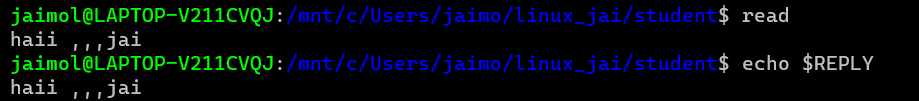 jaimol@LAPTOP-V211CVQJ:/mnt/c/Users/jaimo/linux_jai/student$ read
haii ,,,jai
jaimol@LAPTOP-V211CVQJ:/mnt/c/Users/jaimo/linux_jai/student$ echo $REPLY
haii ,,,jai